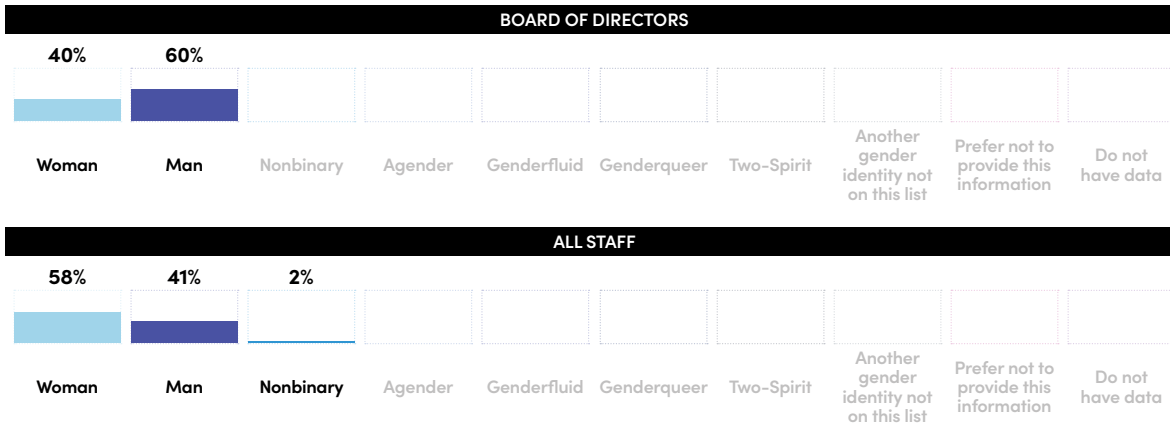 BOARD OF DIRECTORS
40% 60%
Woman Man Nonbinary Agender Genderfluid Genderqueer Two-Spirit Another gender identity not on this list Prefer not to provide this information Do not have data
ALL STAFF
58% 41% 2%
Woman Man Nonbinary Agender Genderfluid Genderqueer Two-Spirit Another gender identity not on this list Prefer not to provide this information Do not have data